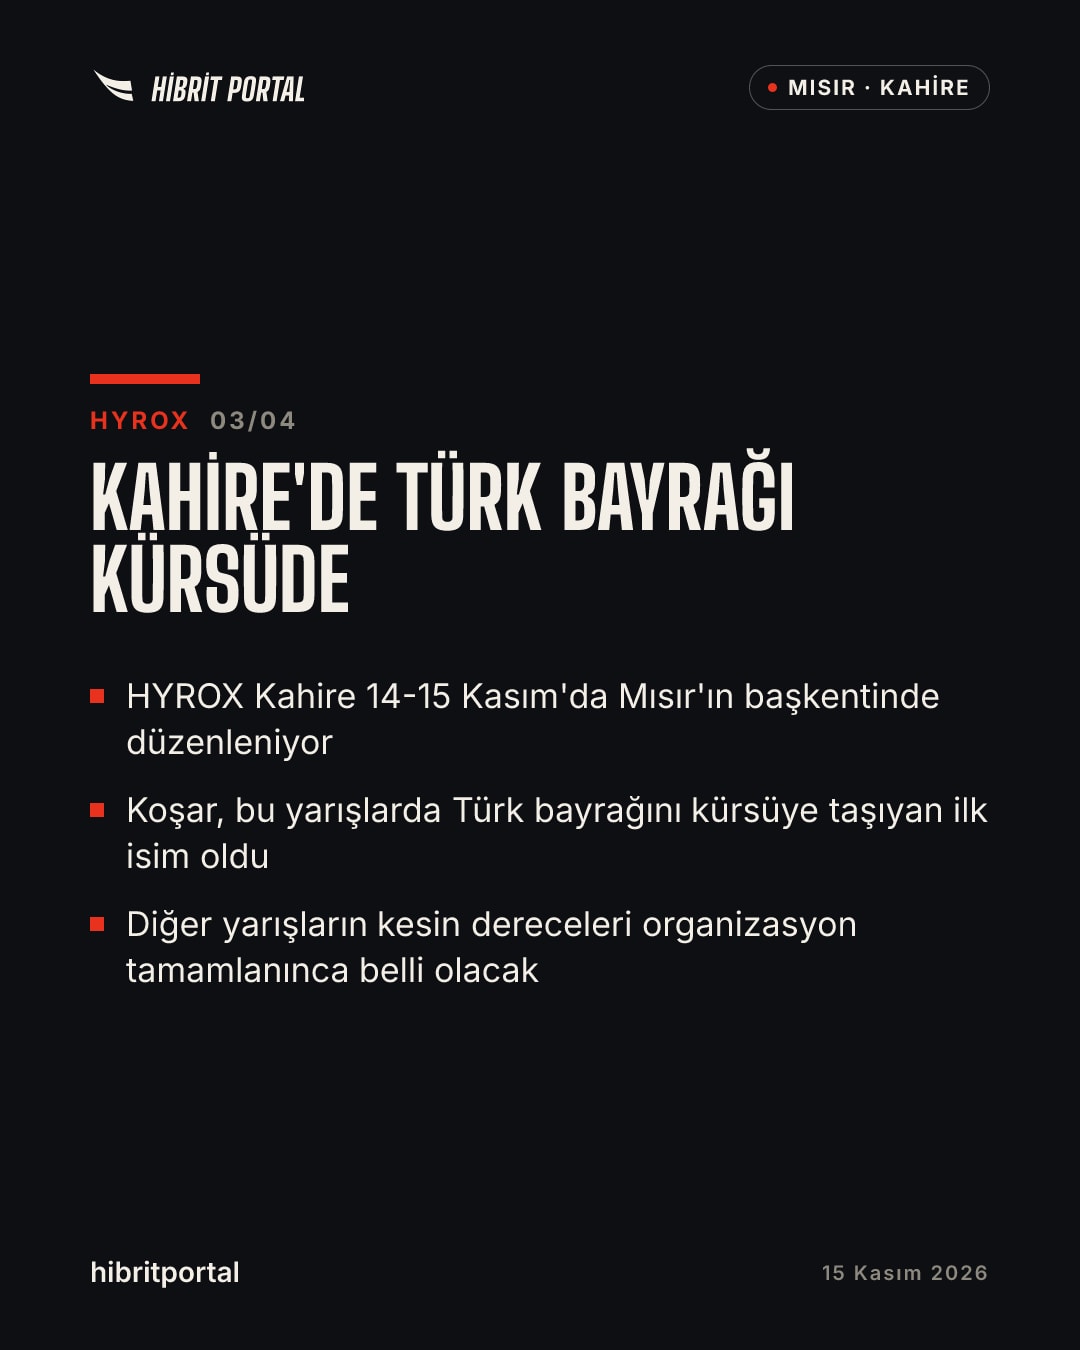 HİBRİT PORTAL
MISIR · KAHİRE
HYROX 03/04
KAHİRE'DE TÜRK BAYRAĞI
KÜRSÜDE
HYROX Kahire 14-15 Kasım'da Mısır'ın başkentinde
düzenleniyor
Koşar, bu yarışlarda Türk bayrağını kürsüye taşıyan ilk
isim oldu
Diğer yarışların kesin dereceleri organizasyon
tamamlanınca belli olacak
hibritportal
15 Kasım 2026